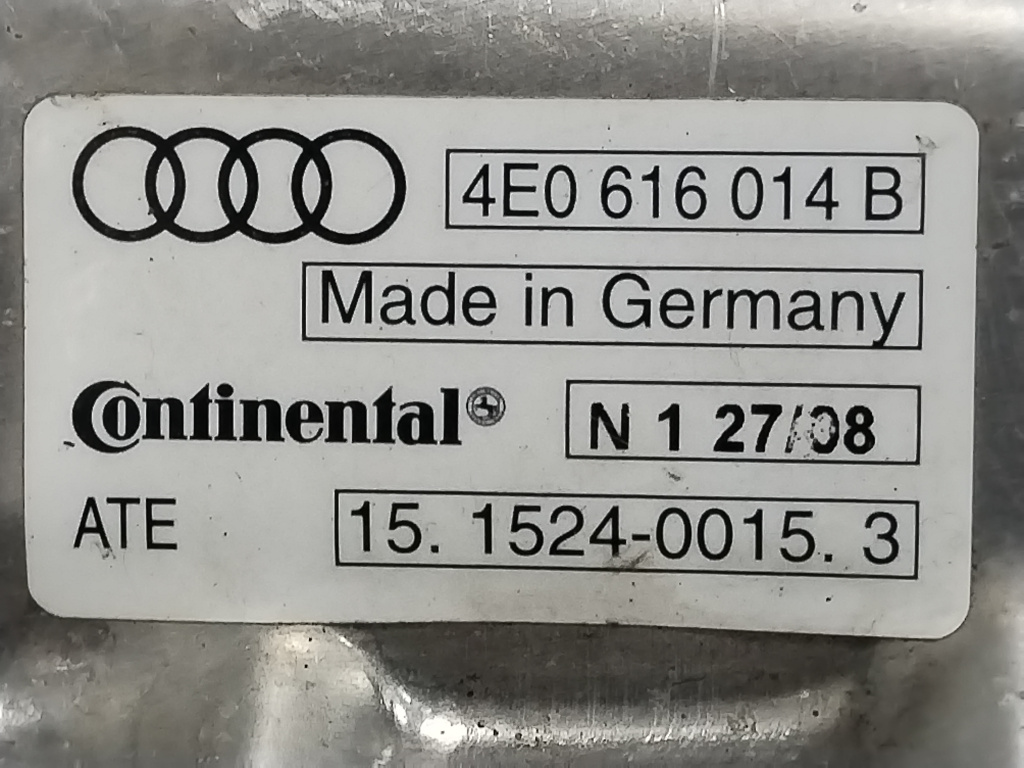 4E0 616 014 B
Made in Germany
Continental
N 1 27/08
ATE 15. 1524-0015. 3